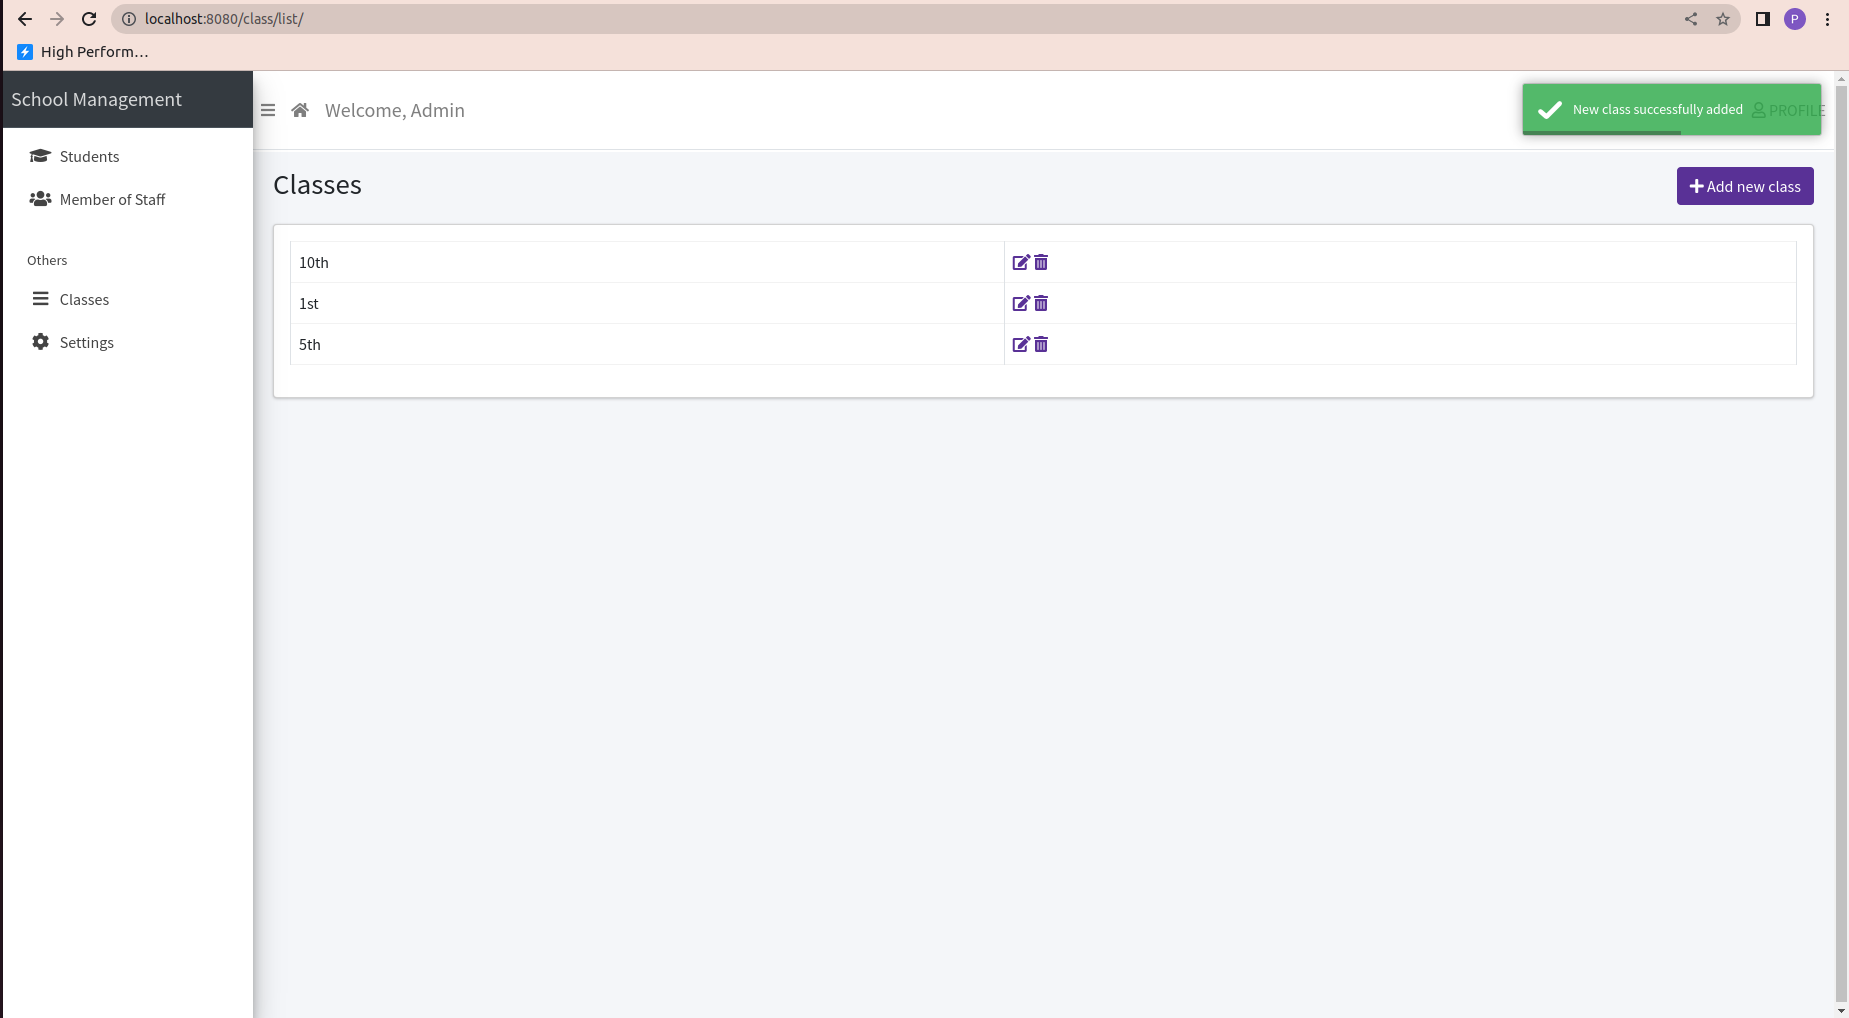 localhost:8080/class/list/
P
High Perform...
School Management
Welcome, Admin
New class successfully added
PROFILE
Students
Member of Staff
Others
Classes
Settings
Classes
Add new class
10th
1st
5th